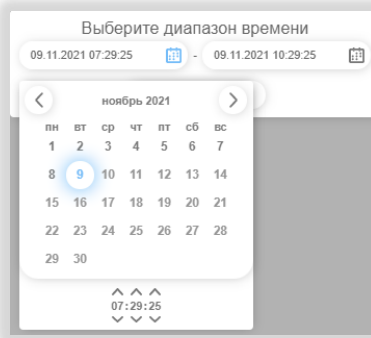 Выберите диапазон времени
09.11.2021 07:29:25 - 09.11.2021 10:29:25
ноябрь 2021
пн вт ср чт пт сб вс
1 2 3 4 5 6 7
8 9 10 11 12 13 14
15 16 17 18 19 20 21
22 23 24 25 26 27 28
29 30
07:29:25